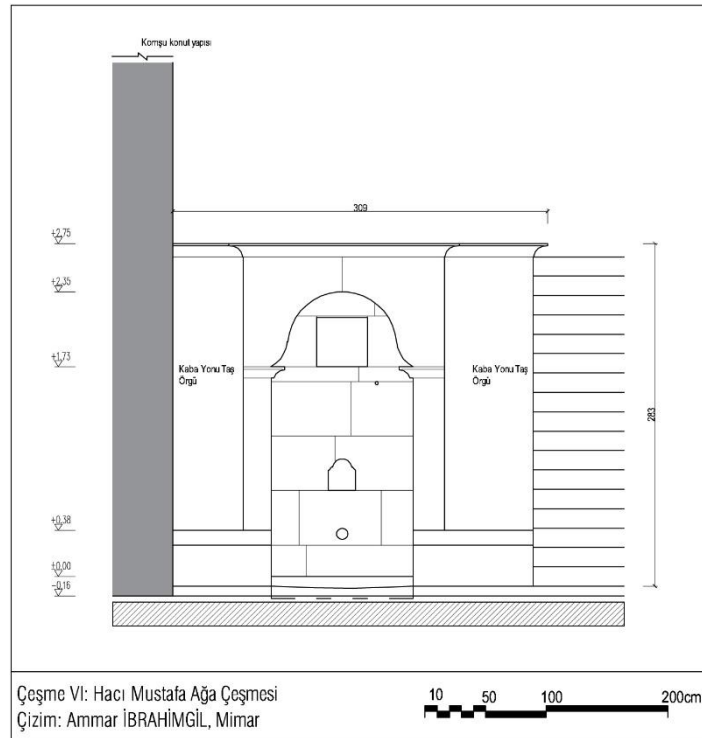 Komşu konut yapısı
309
+2,75
+2,35
+1,73
Kaba Yonu Taş
Örgü
Kaba Yonu Taş
Örgü
283
+0,38
±0,00
-0,16
Çeşme VI: Hacı Mustafa Ağa Çeşmesi
Çizim: Ammar İBRAHİMGİL, Mimar
10 50 100 200cm